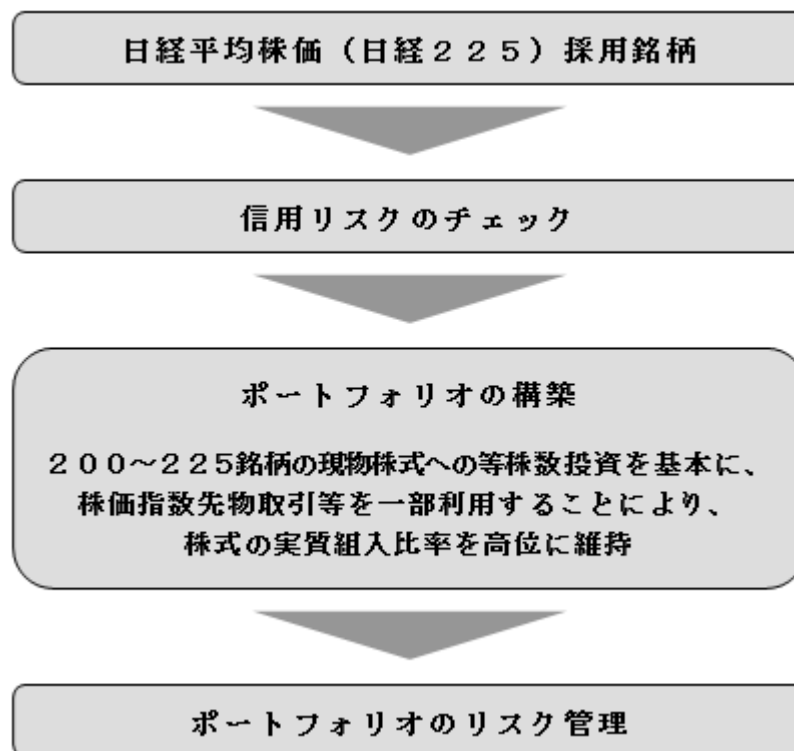 日経平均株価（日経２２５）採用銘柄
信用リスクのチェック
ポートフォリオの構築
２００～２２５銘柄の現物株式への等株数投資を基本に、
株価指数先物取引等を一部利用することにより、
株式の実質組入比率を高位に維持
ポートフォリオのリスク管理